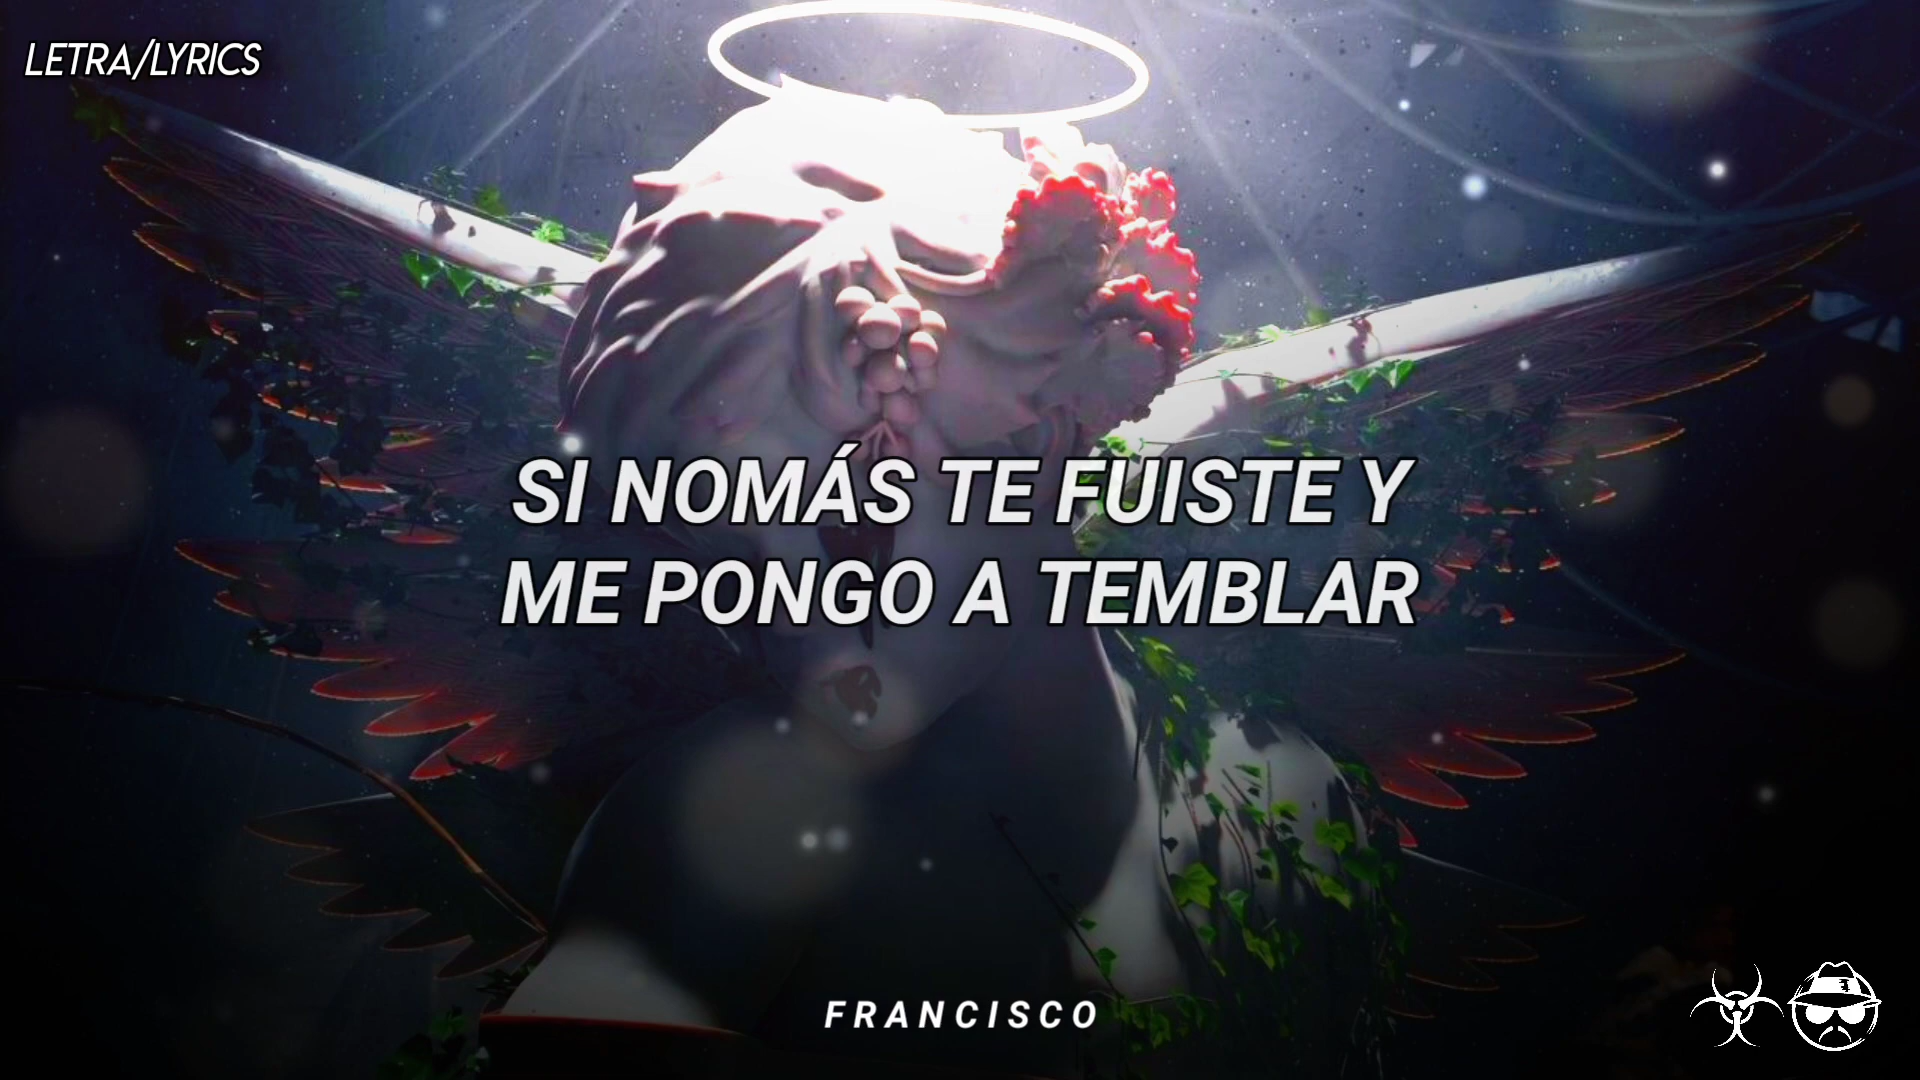 LETRA/LYRICS
SI NOMÁS TE FUISTE Y
ME PONGO A TEMBLAR
FRANCISCO